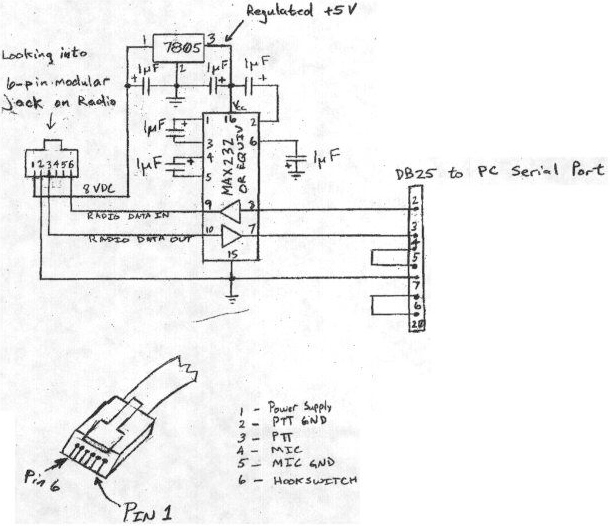 Regulated +5V
1 7805 3
2
Looking into
6-pin modular
jack on Radio
+ 1µF
1µF +
1µF
+
Vcc
16
1 2
1µF +
3 6
4
1µF
5
+ 1µF
MAX232
OR EQUIV
123456
8 VDC
DB25 to PC Serial Port
RADIO DATA IN
9 8
RADIO DATA OUT
10 7
15
2
3
4
5
7
6
20
1 - Power Supply
2 - PTT GND
3 - PTT
4 - MIC
5 - MIC GND
6 - HOOKSWITCH
Pin 6
PIN 1